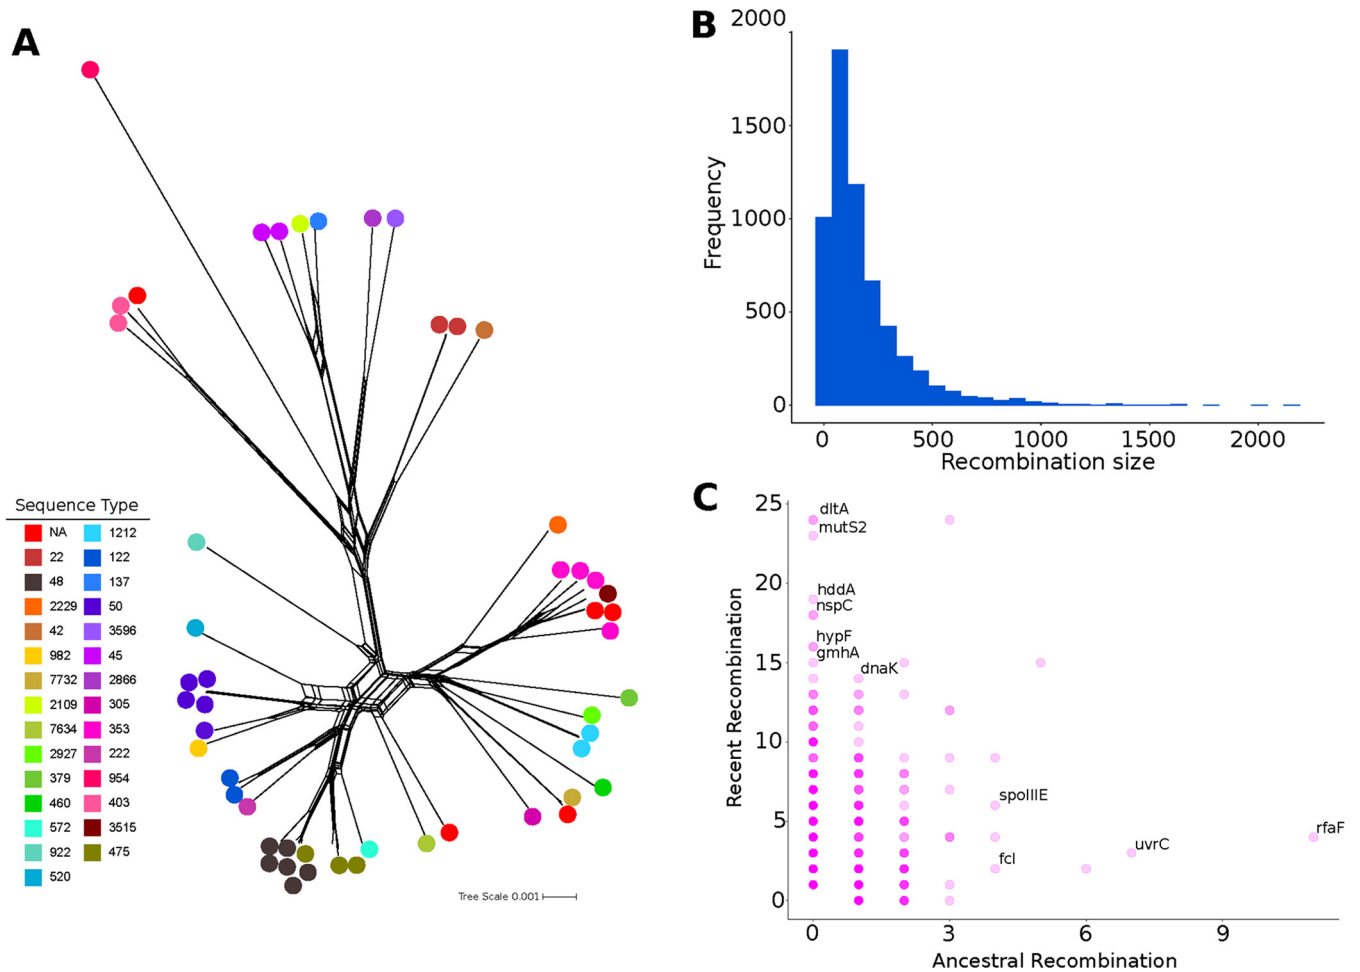 A
Sequence Type
NA 1212
22 122
48 137
2229 50
42 3596
982 45
7732 2866
2109 305
7634 353
2927 222
379 954
460 403
572 3515
922 475
520
Tree Scale 0.001
B
2000
1500
1000
500
0
Frequency
0 500 1000 1500 2000
Recombination size
C
25
20
15
10
5
0
Recent Recombination
dltA
mutS2
hddA
nspC
hypF
gmhA
dnaK
spoIIIE
rfaF
uvrC
fcl
0 3 6 9
Ancestral Recombination